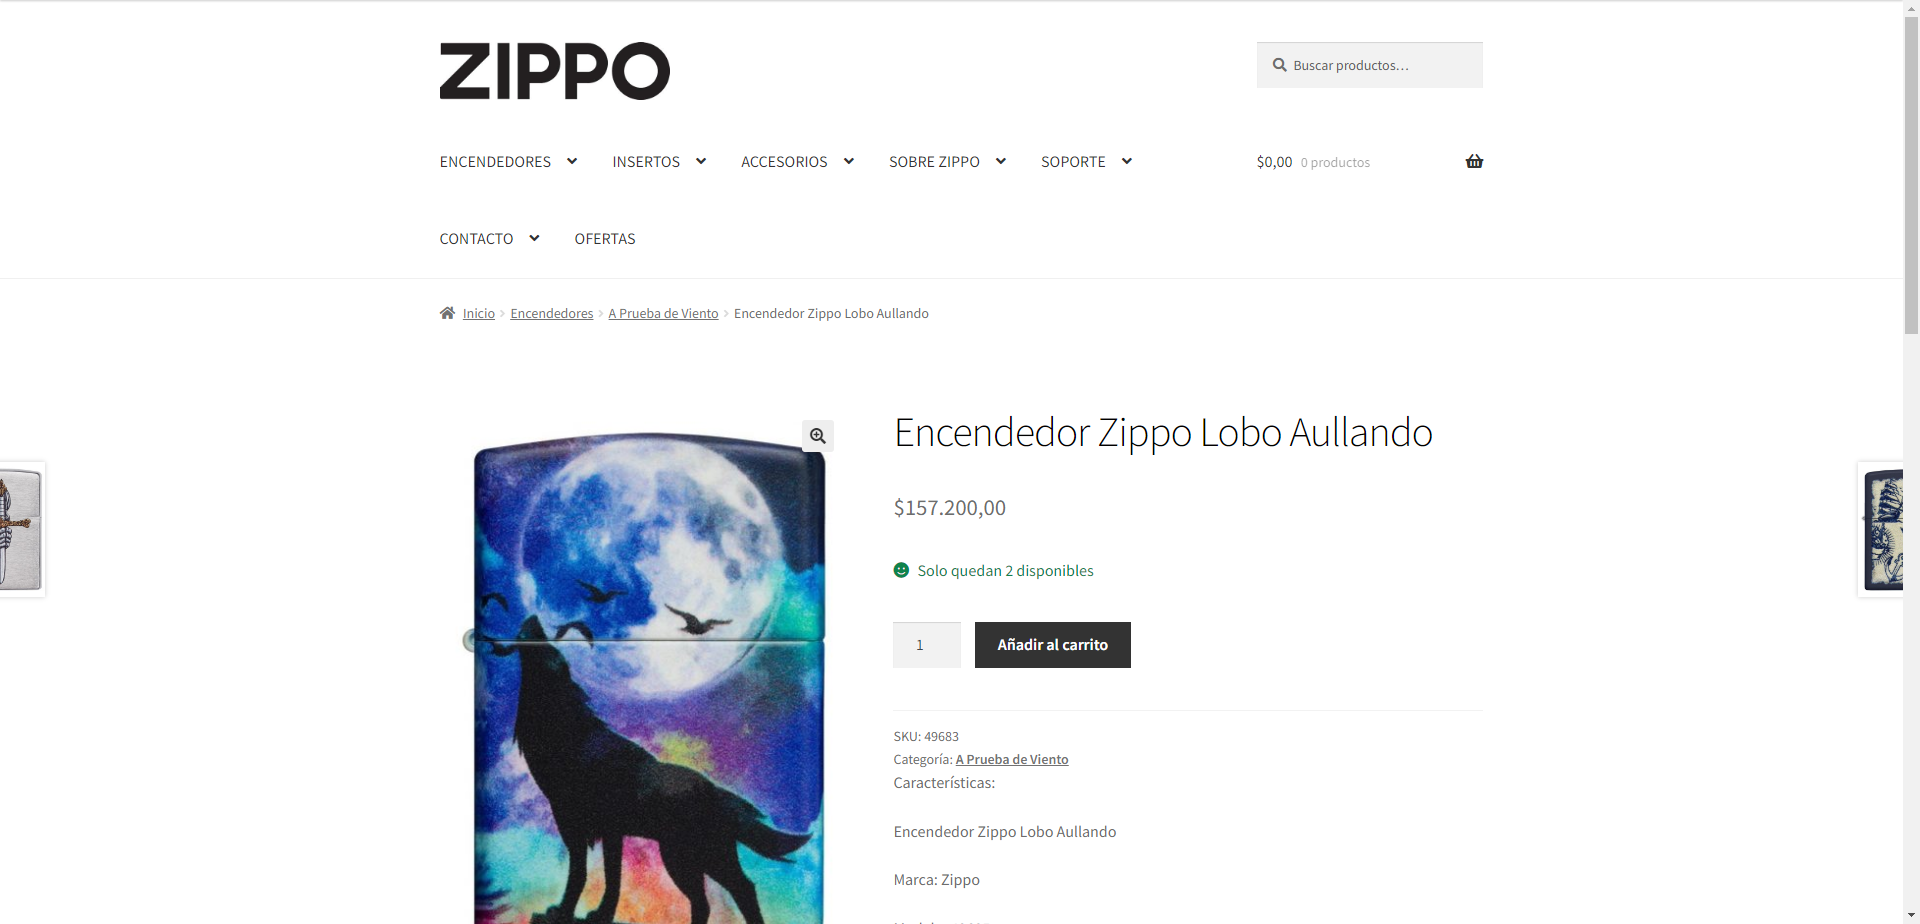 ZIPPO
Buscar productos…
ENCENDEDORES
INSERTOS
ACCESORIOS
SOBRE ZIPPO
SOPORTE
$0,00 0 productos
CONTACTO
OFERTAS
Inicio > Encendedores > A Prueba de Viento > Encendedor Zippo Lobo Aullando
Encendedor Zippo Lobo Aullando
$157.200,00
Solo quedan 2 disponibles
1
Añadir al carrito
SKU: 49683
Categoría: A Prueba de Viento
Características:
Encendedor Zippo Lobo Aullando
Marca: Zippo